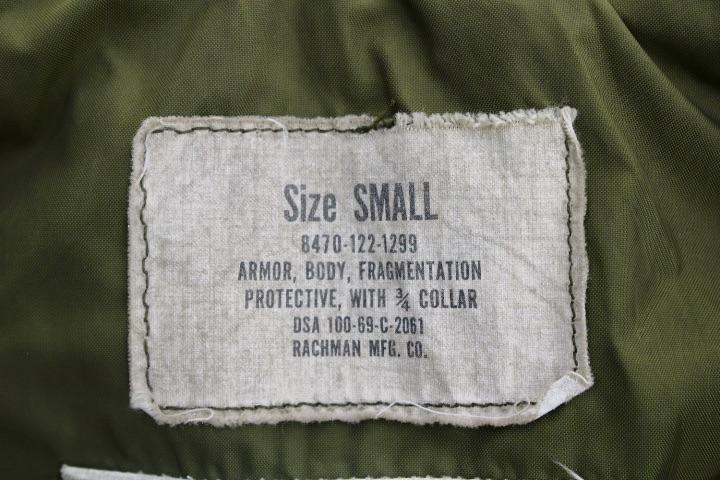 Size SMALL
8470-122-1299
ARMOR, BODY, FRAGMENTATION
PROTECTIVE, WITH ¾ COLLAR
DSA 100-69-C-2061
RACHMAN MFG. CO.